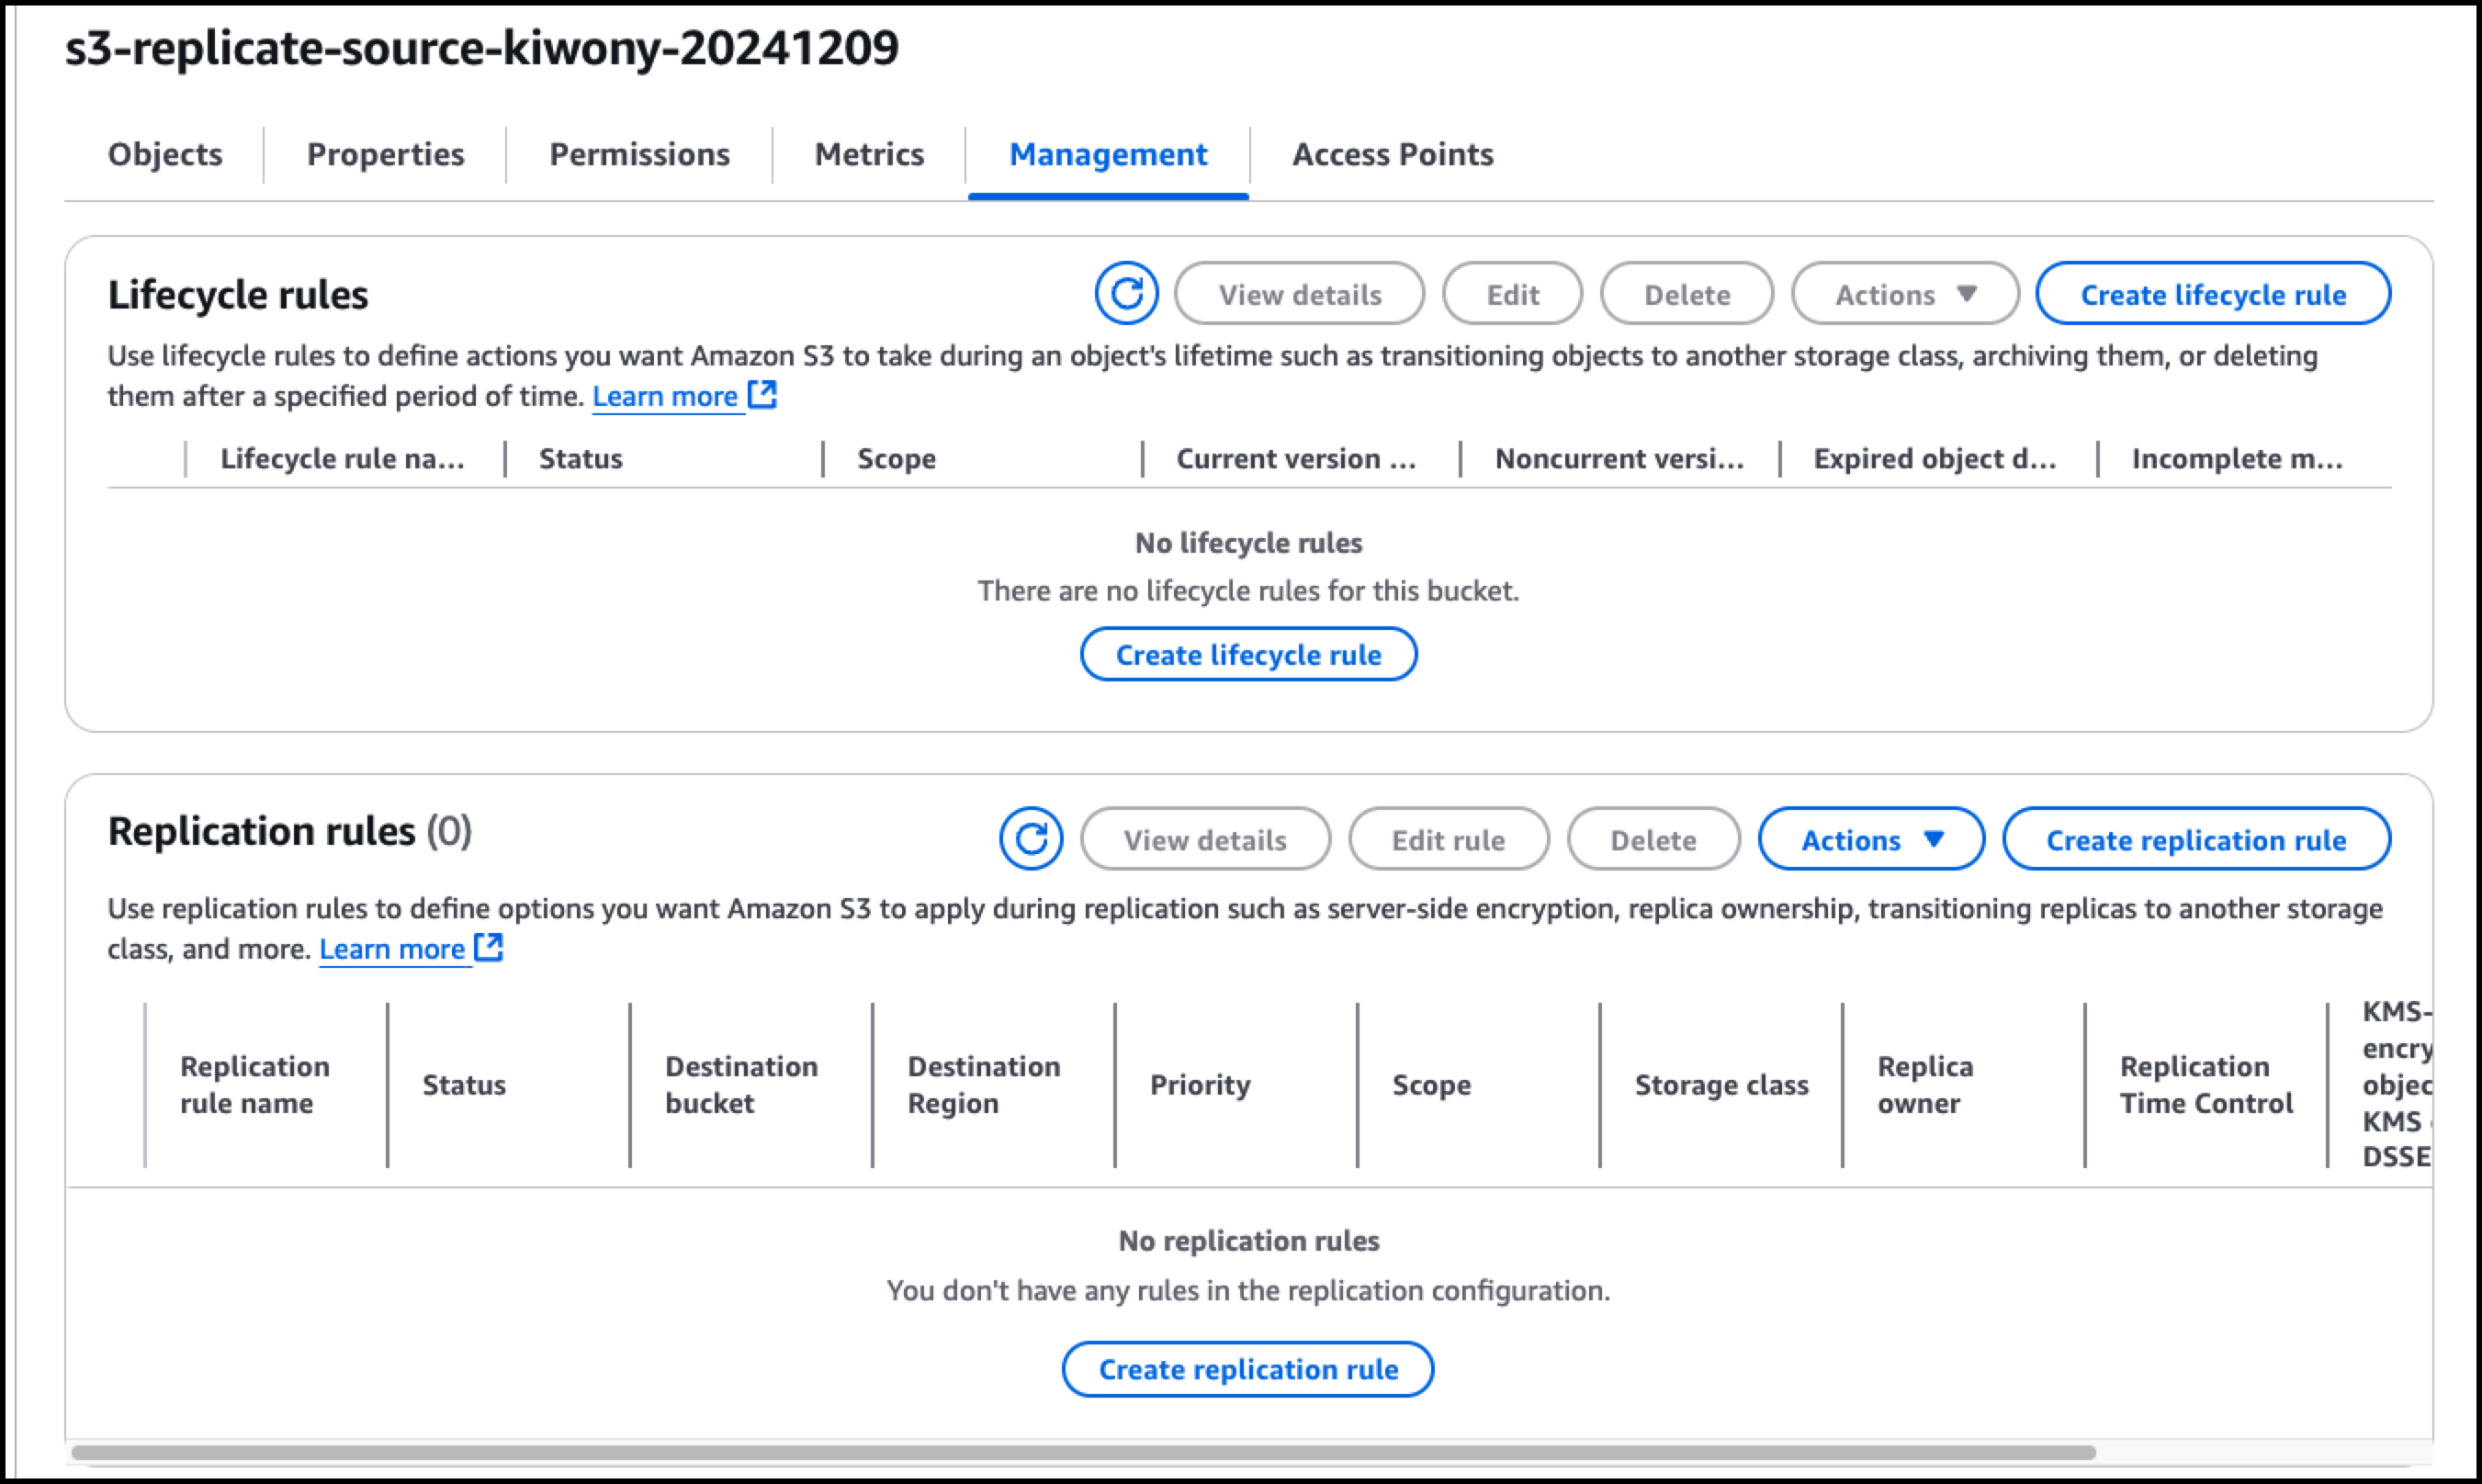 s3-replicate-source-kiwony-20241209
Objects
Properties
Permissions
Metrics
Management
Access Points
Lifecycle rules
View details
Edit
Delete
Actions
Create lifecycle rule
Use lifecycle rules to define actions you want Amazon S3 to take during an object's lifetime such as transitioning objects to another storage class, archiving them, or deleting
them after a specified period of time. Learn more
Lifecycle rule na...
Status
Scope
Current version ...
Noncurrent versi...
Expired object d...
Incomplete m...
No lifecycle rules
There are no lifecycle rules for this bucket.
Create lifecycle rule
Replication rules (0)
View details
Edit rule
Delete
Actions
Create replication rule
Use replication rules to define options you want Amazon S3 to apply during replication such as server-side encryption, replica ownership, transitioning replicas to another storage
class, and more. Learn more
Replication
rule name
Status
Destination
bucket
Destination
Region
Priority
Scope
Storage class
Replica
owner
Replication
Time Control
KMS-
encry
objec
KMS
DSSE
No replication rules
You don't have any rules in the replication configuration.
Create replication rule